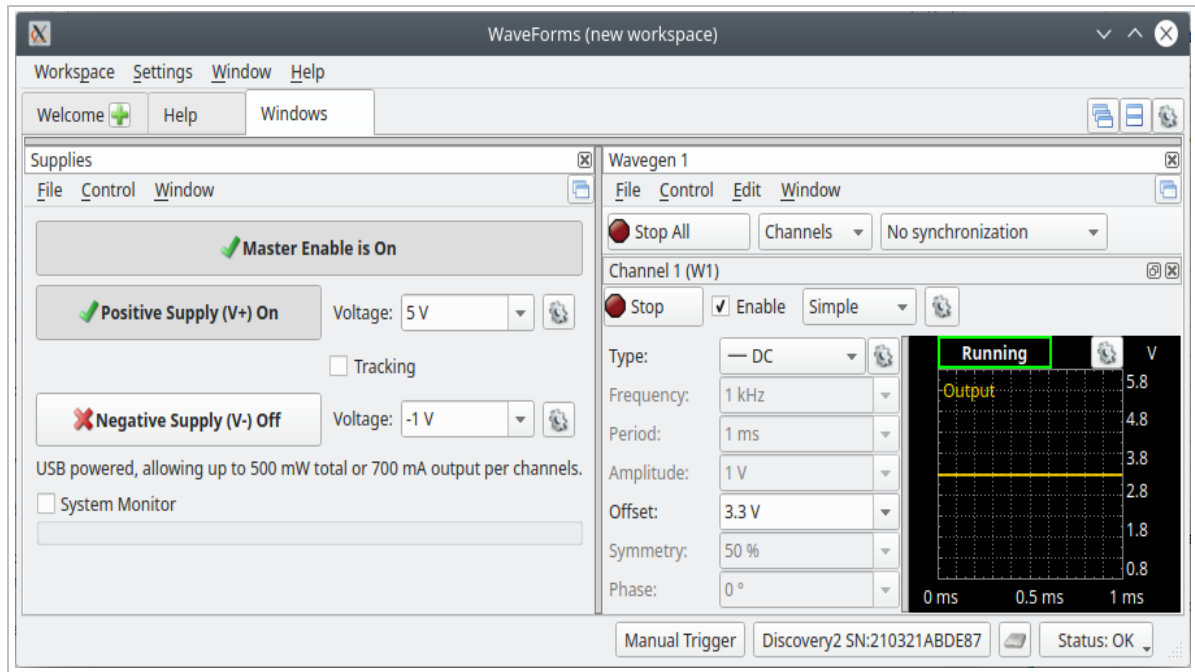 WaveForms (new workspace)
Workspace Settings Window Help
Welcome Help Windows
Supplies
File Control Window
Master Enable is On
Positive Supply (V+) On Voltage: 5 V
Tracking
Negative Supply (V-) Off Voltage: -1 V
USB powered, allowing up to 500 mW total or 700 mA output per channels.
System Monitor
Wavegen 1
File Control Edit Window
Stop All Channels No synchronization
Channel 1 (W1)
Stop Enable Simple
Type: DC
Frequency: 1 kHz
Period: 1 ms
Amplitude: 1 V
Offset: 3.3 V
Symmetry: 50 %
Phase: 0 °
Running V
Output
5.8
4.8
3.8
2.8
1.8
0.8
0 ms 0.5 ms 1 ms
Manual Trigger Discovery2 SN:210321ABDE87 Status: OK